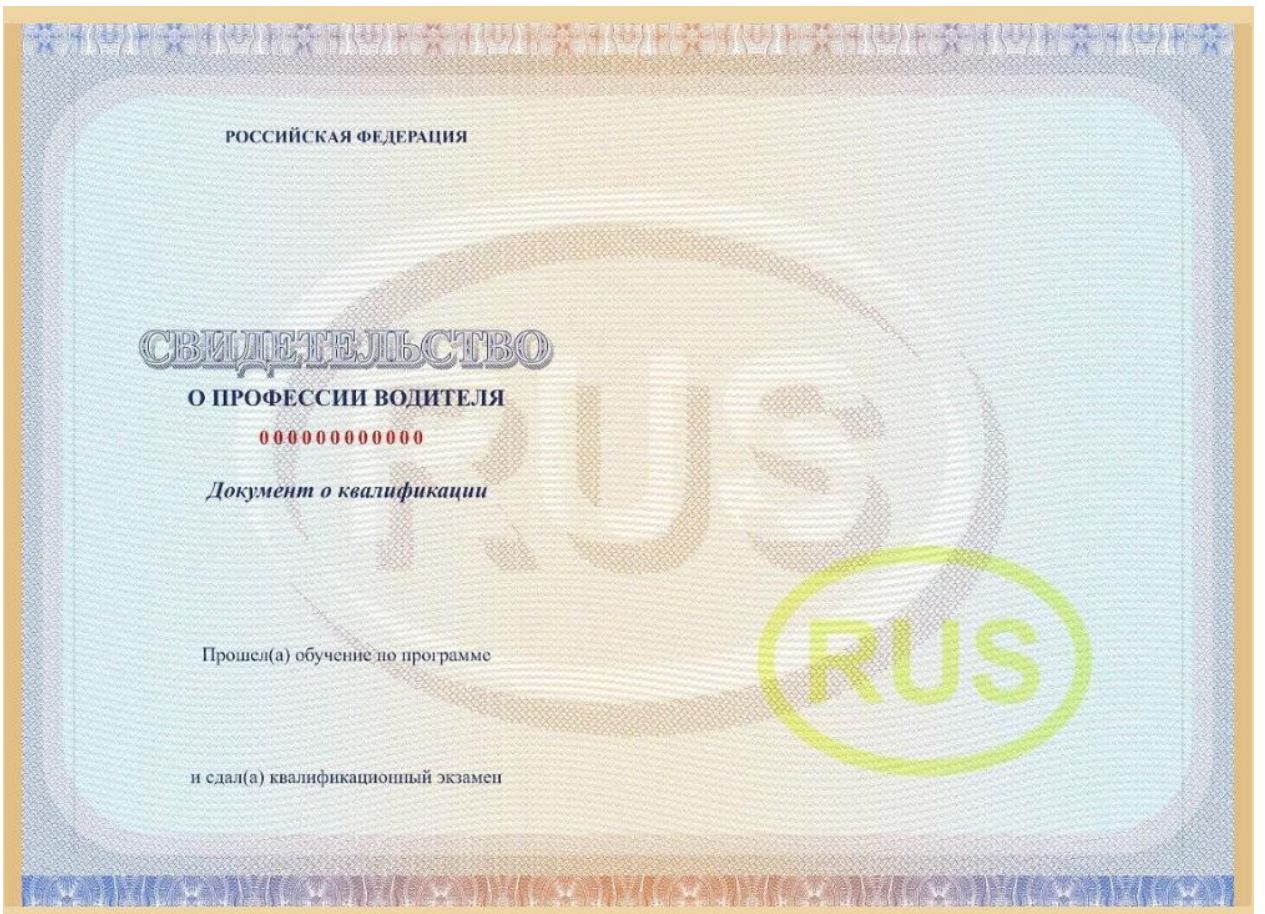 РОССИЙСКАЯ ФЕДЕРАЦИЯ
СВИДЕТЕЛЬСТВО
О ПРОФЕССИИ ВОДИТЕЛЯ
000000000000
Документ о квалификации
RUS
RUS
Прошел(а) обучение по программе
и сдал(а) квалификационный экзамен